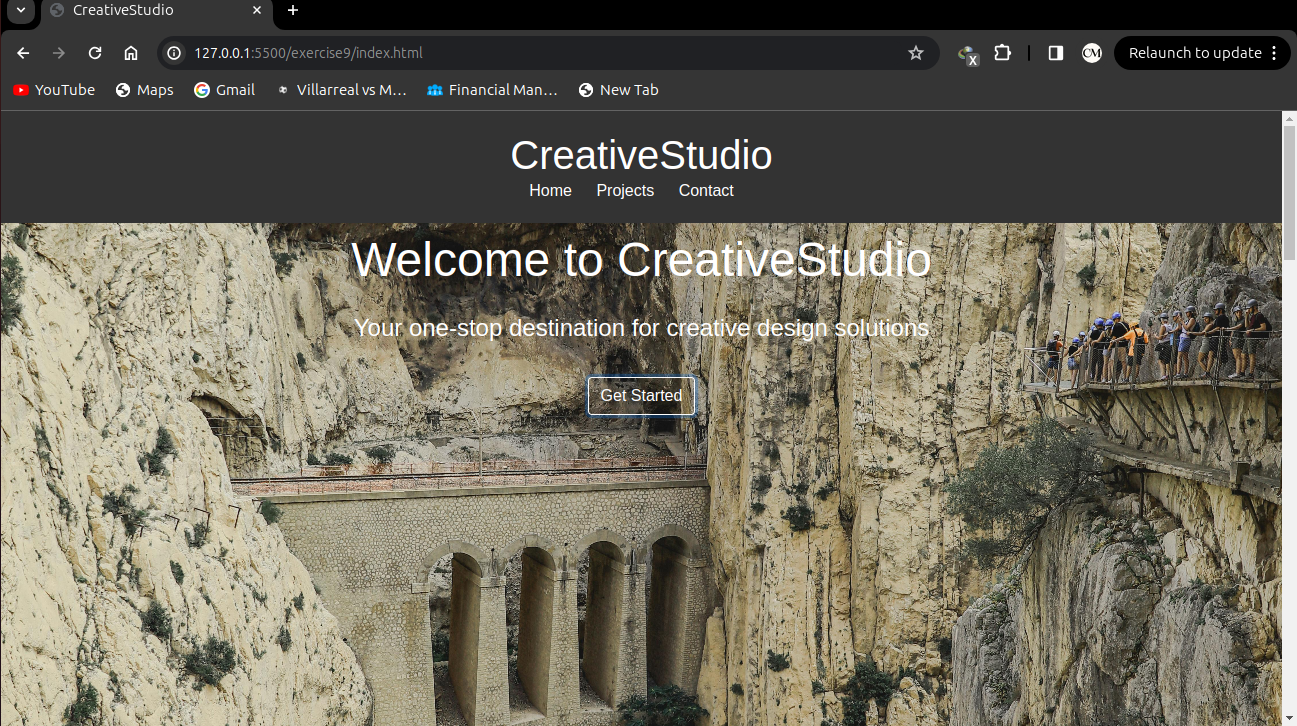 CreativeStudio
127.0.0.1:5500/exercise9/index.html
X
CM
Relaunch to update
YouTube Maps Gmail Villarreal vs M... Financial Man... New Tab
CreativeStudio
Home Projects Contact
Welcome to CreativeStudio
Your one-stop destination for creative design solutions
Get Started